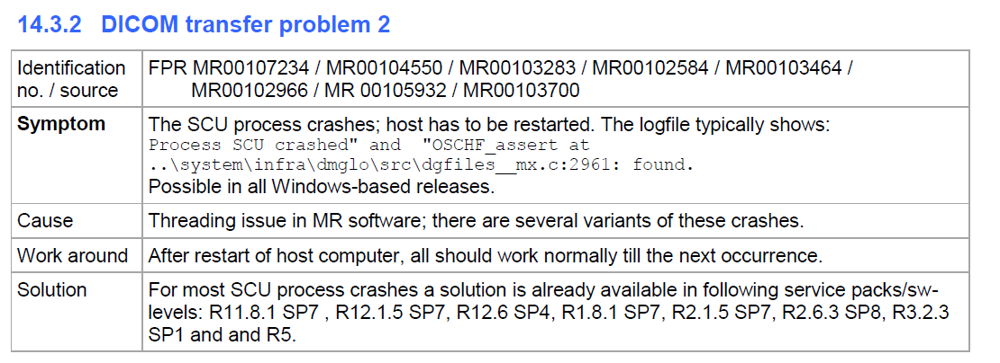 14.3.2 DICOM transfer problem 2
Identification no. / source
FPR MR00107234 / MR00104550 / MR00103283 / MR00102584 / MR00103464 /
MR00102966 / MR 00105932 / MR00103700
Symptom
The SCU process crashes; host has to be restarted. The logfile typically shows:
Process SCU crashed" and "OSCHF_assert at
..\system\infra\dmglo\src\dgfiles__mx.c:2961: found.
Possible in all Windows-based releases.
Cause
Threading issue in MR software; there are several variants of these crashes.
Work around
After restart of host computer, all should work normally till the next occurrence.
Solution
For most SCU process crashes a solution is already available in following service packs/sw-
levels: R11.8.1 SP7 , R12.1.5 SP7, R12.6 SP4, R1.8.1 SP7, R2.1.5 SP7, R2.6.3 SP8, R3.2.3
SP1 and and R5.